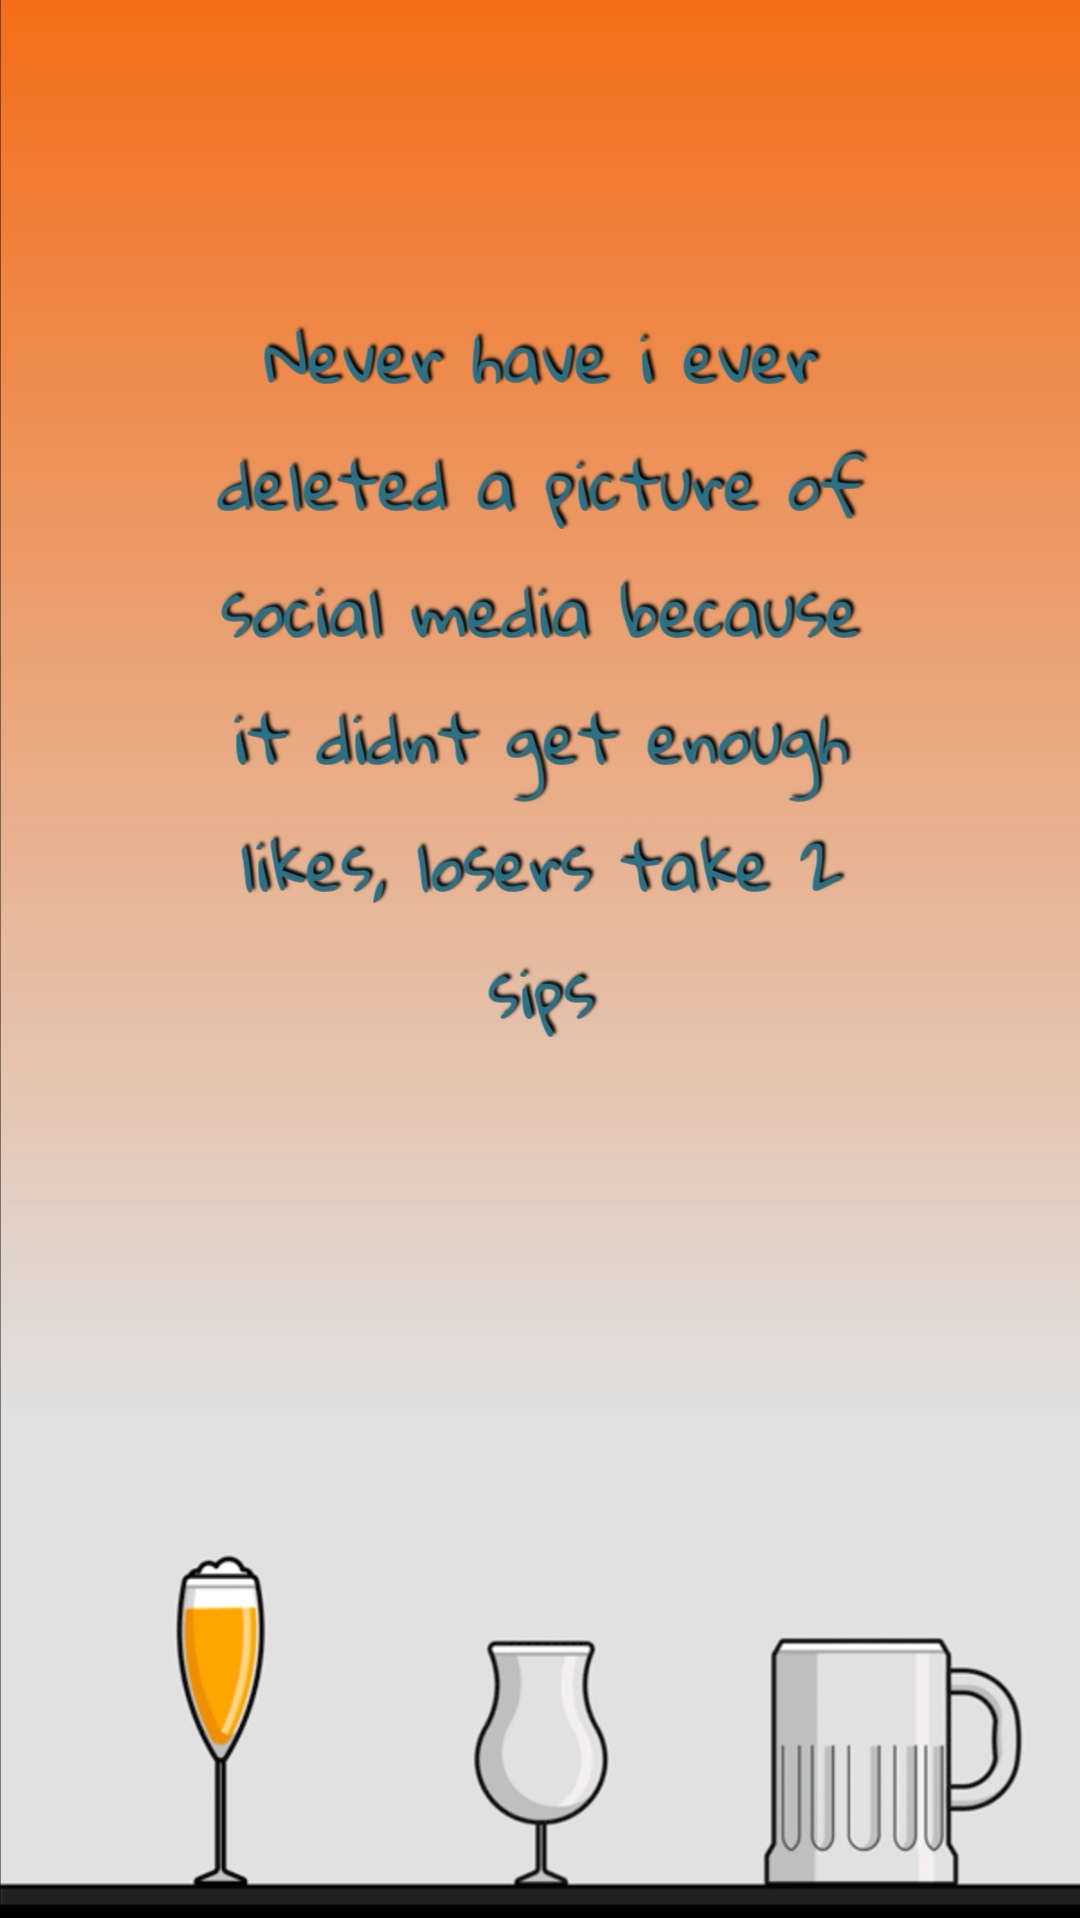 Never have i ever
deleted a picture of
social media because
it didnt get enough
likes, losers take 2
sips